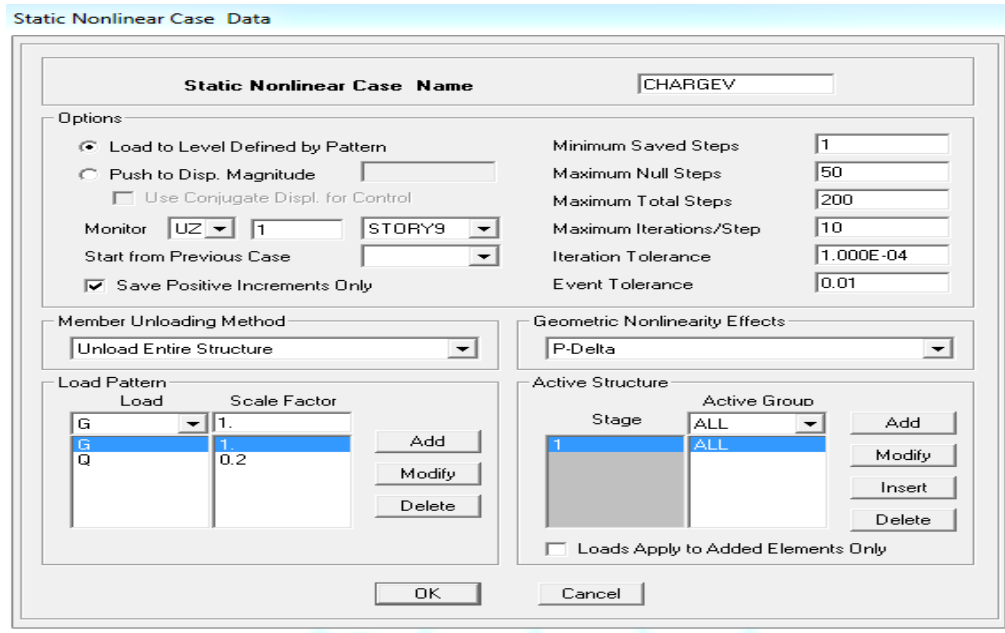 Static Nonlinear Case Data
Static Nonlinear Case Name
CHARGEV
Options
Load to Level Defined by Pattern
Push to Disp. Magnitude
Use Conjugate Displ. for Control
Monitor UZ 1 STORY9
Start from Previous Case
Save Positive Increments Only
Minimum Saved Steps 1
Maximum Null Steps 50
Maximum Total Steps 200
Maximum Iterations/Step 10
Iteration Tolerance 1.000E-04
Event Tolerance 0.01
Member Unloading Method
Unload Entire Structure
Geometric Nonlinearity Effects
P-Delta
Load Pattern
Load Scale Factor
G 1.
G 1.
Q 0.2
Add
Modify
Delete
Active Structure
Active Group
Stage ALL
1 ALL
Add
Modify
Insert
Delete
Loads Apply to Added Elements Only
OK Cancel